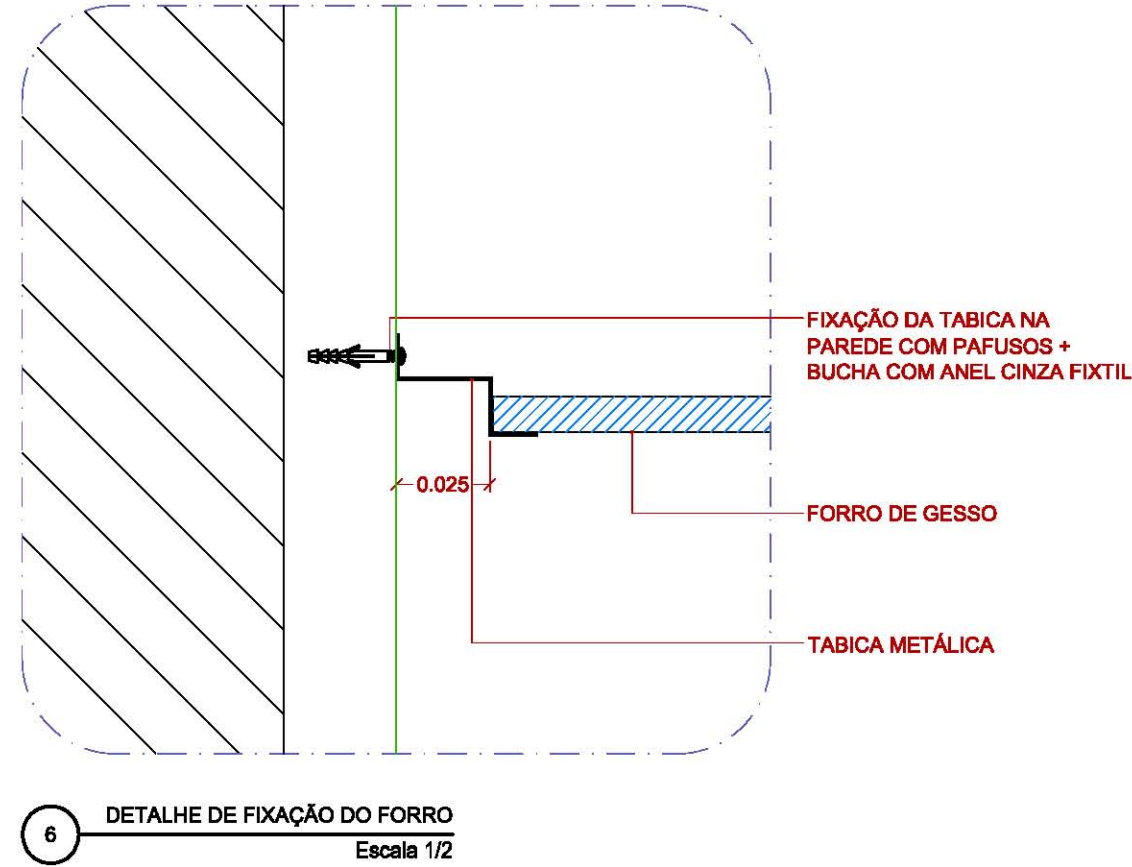 FIXAÇÃO DA TABICA NA
PAREDE COM PAFUSOS +
BUCHA COM ANEL CINZA FIXTIL
0.025
FORRO DE GESSO
TABICA METÁLICA
6
DETALHE DE FIXAÇÃO DO FORRO
Escala 1/2